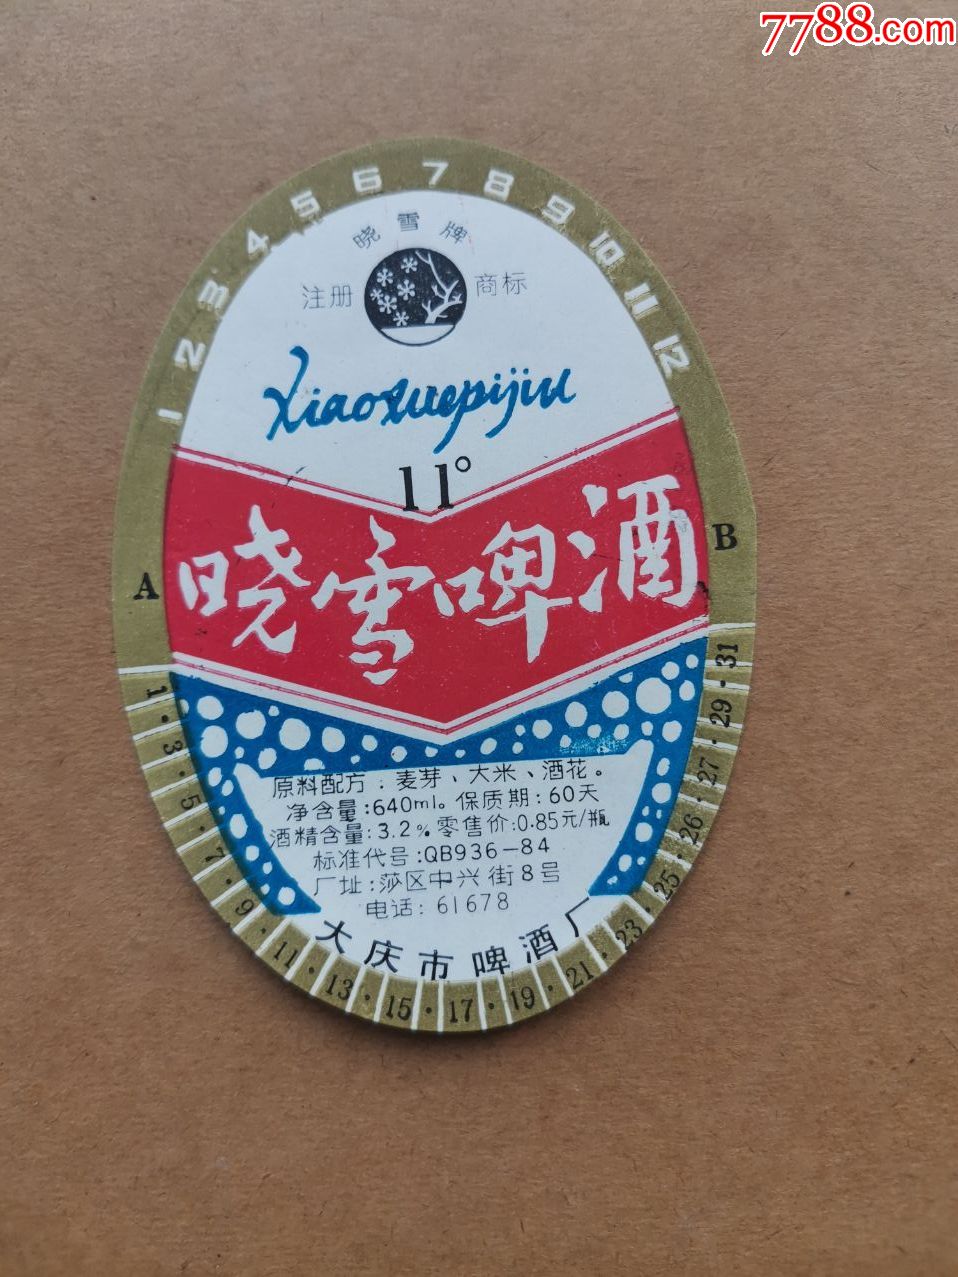 7788.com
1 2 3 4 5 6 7 8 9 10 11 12
晓雪牌
注册 商标
Xiaoxuepijiu
11°
晓雪啤酒
A B
原料配方：麦芽、大米、酒花。
净含量:640ml。保质期:60天
酒精含量:3.2% 零售价:0.85元/瓶
标准代号:QB936-84
厂址:莎区中兴街8号
电话:61678
大庆市啤酒厂
1·3·5·7·9·11·13·15·17·19·21·23·25·26·27·29·31